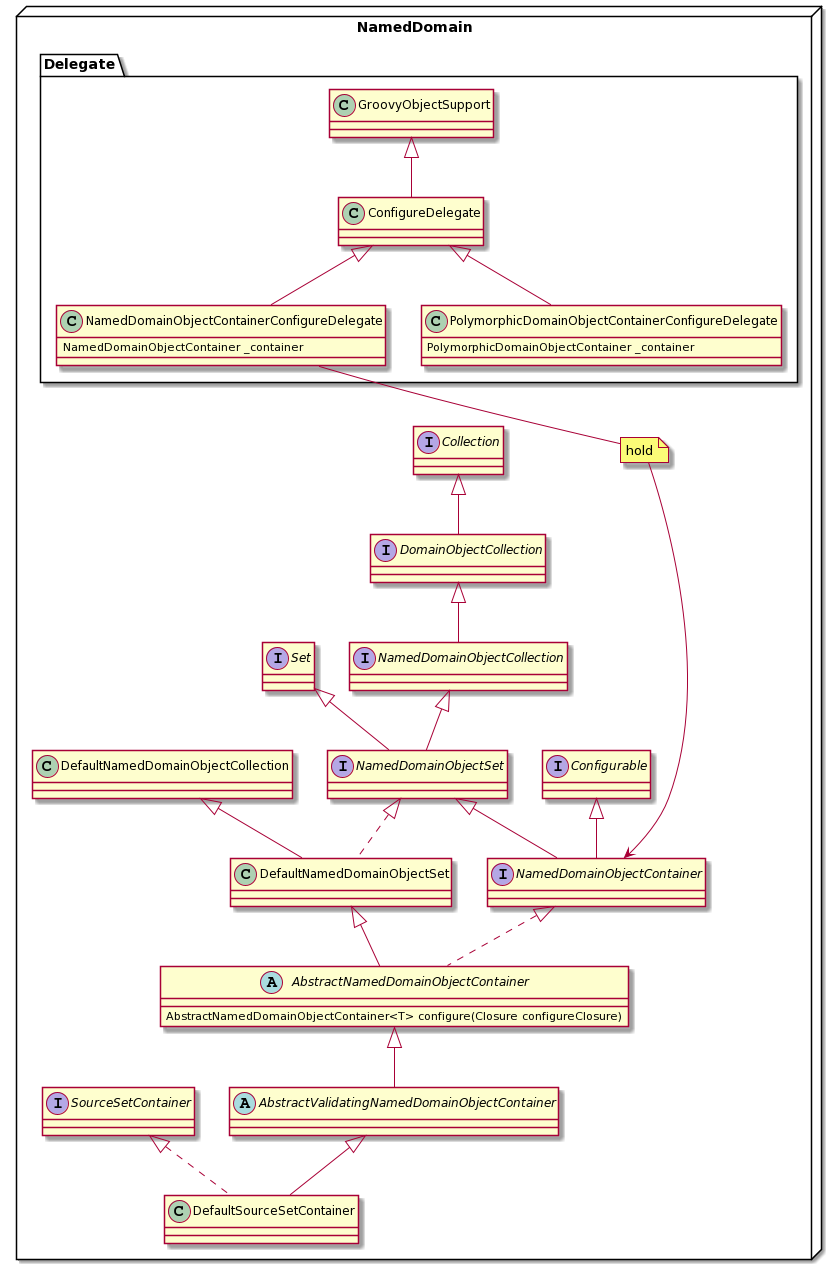 NamedDomain
Delegate
C GroovyObjectSupport
C ConfigureDelegate
C NamedDomainObjectContainerConfigureDelegate
NamedDomainObjectContainer _container
C PolymorphicDomainObjectContainerConfigureDelegate
PolymorphicDomainObjectContainer _container
I Collection
hold
I DomainObjectCollection
I Set
I NamedDomainObjectCollection
C DefaultNamedDomainObjectCollection
I NamedDomainObjectSet
I Configurable
C DefaultNamedDomainObjectSet
I NamedDomainObjectContainer
A AbstractNamedDomainObjectContainer
AbstractNamedDomainObjectContainer<T> configure(Closure configureClosure)
I SourceSetContainer
A AbstractValidatingNamedDomainObjectContainer
C DefaultSourceSetContainer